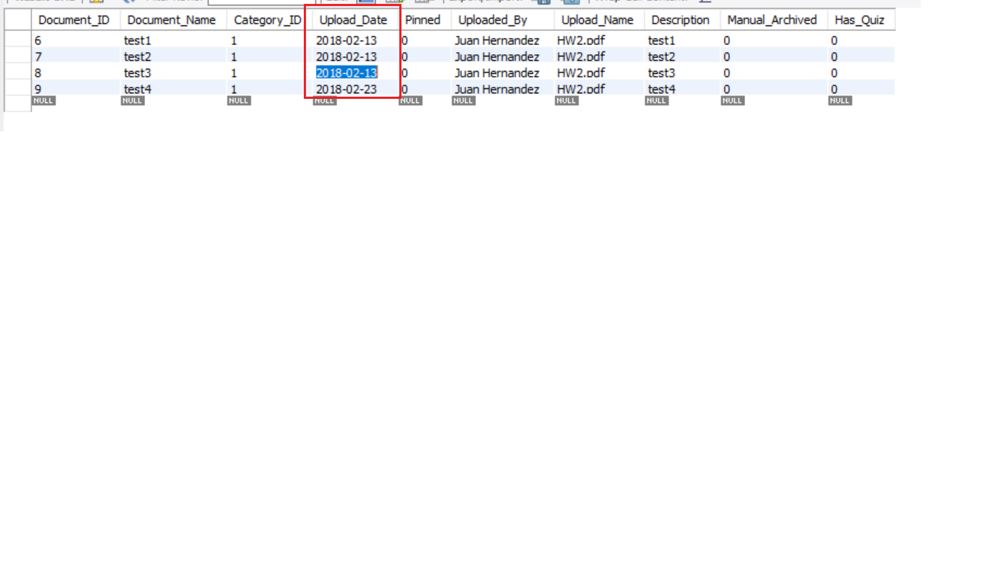 Document_ID Document_Name Category_ID Upload_Date Pinned Uploaded_By Upload_Name Description Manual_Archived Has_Quiz
6 test1 1 2018-02-13 0 Juan Hernandez HW2.pdf test1 0 0
7 test2 1 2018-02-13 0 Juan Hernandez HW2.pdf test2 0 0
8 test3 1 2018-02-13 0 Juan Hernandez HW2.pdf test3 0 0
9 test4 1 2018-02-23 0 Juan Hernandez HW2.pdf test4 0 0
NULL NULL NULL NULL NULL NULL NULL NULL NULL NULL